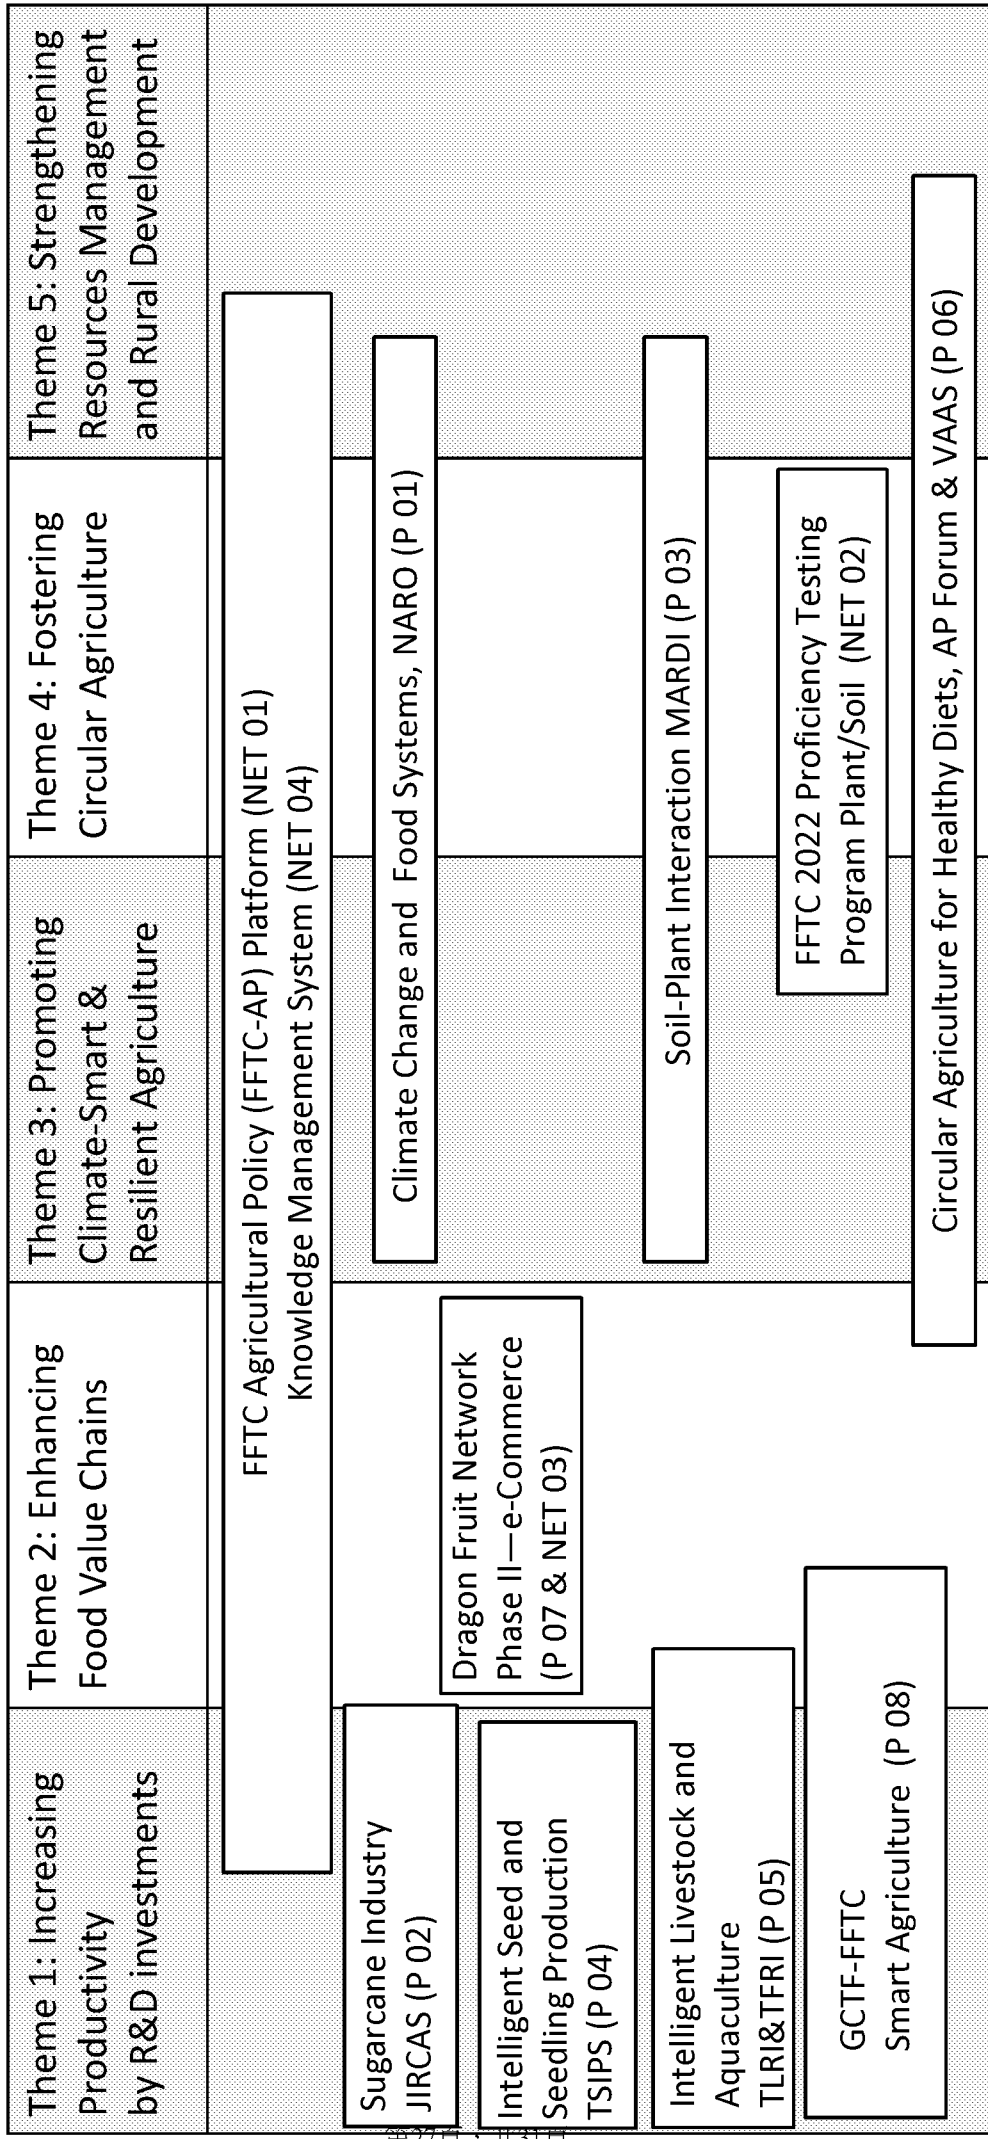 Theme 1: Increasing
Productivity
by R&D investments
Theme 2: Enhancing
Food Value Chains
Theme 3: Promoting
Climate-Smart &
Resilient Agriculture
Theme 4: Fostering
Circular Agriculture
Theme 5: Strengthening
Resources Management
and Rural Development
FFTC Agricultural Policy (FFTC-AP) Platform (NET 01)
Knowledge Management System (NET 04)
Sugarcane Industry
JIRCAS (P 02)
Climate Change and Food Systems, NARO (P 01)
Dragon Fruit Network
Phase II—e-Commerce
(P 07 & NET 03)
Intelligent Seed and
Seedling Production
TSIPS (P 04)
Soil-Plant Interaction MARDI (P 03)
Intelligent Livestock and
Aquaculture
TLRI&TFRI (P 05)
FFTC 2022 Proficiency Testing
Program Plant/Soil (NET 02)
GCTF-FFTC
Smart Agriculture (P 08)
Circular Agriculture for Healthy Diets, AP Forum & VAAS (P 06)